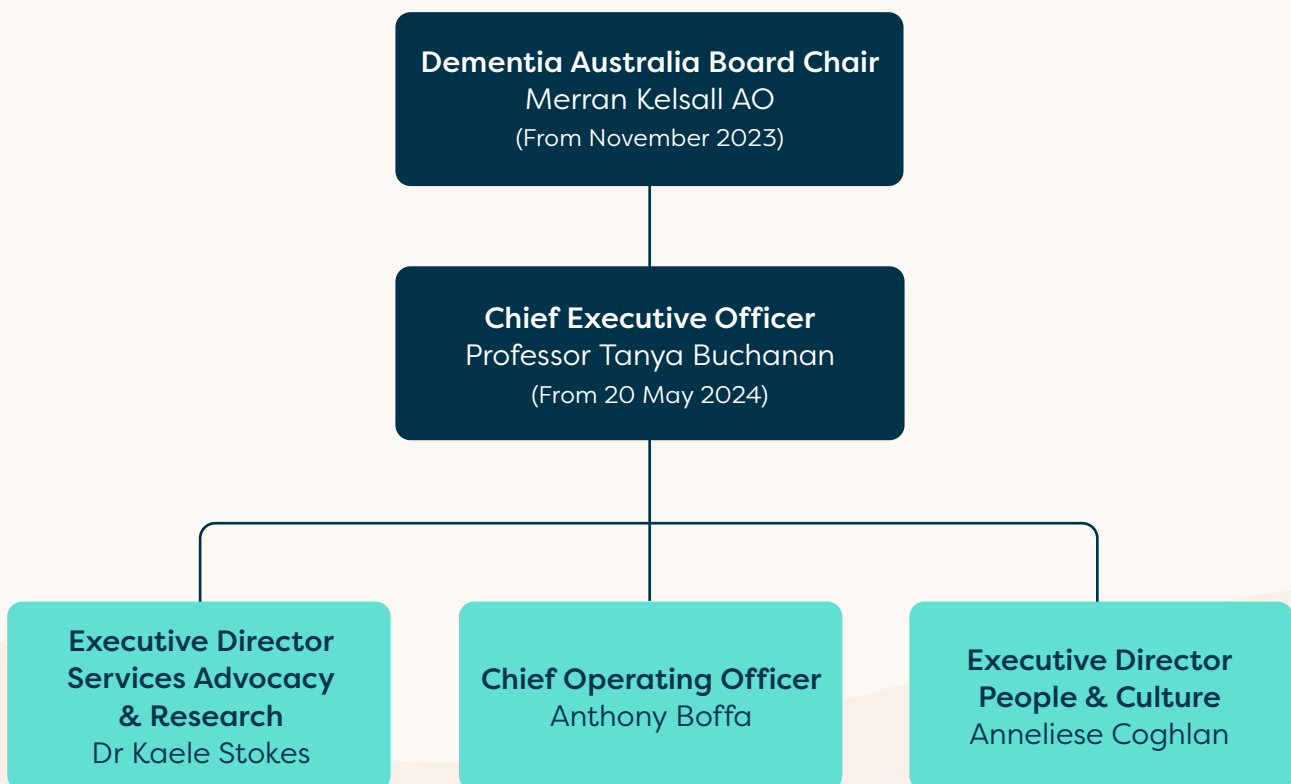 Dementia Australia Board Chair
Merran Kelsall AO
(From November 2023)
Chief Executive Officer
Professor Tanya Buchanan
(From 20 May 2024)
Executive Director
Services Advocacy
& Research
Dr Kaele Stokes
Chief Operating Officer
Anthony Boffa
Executive Director
People & Culture
Anneliese Coghlan